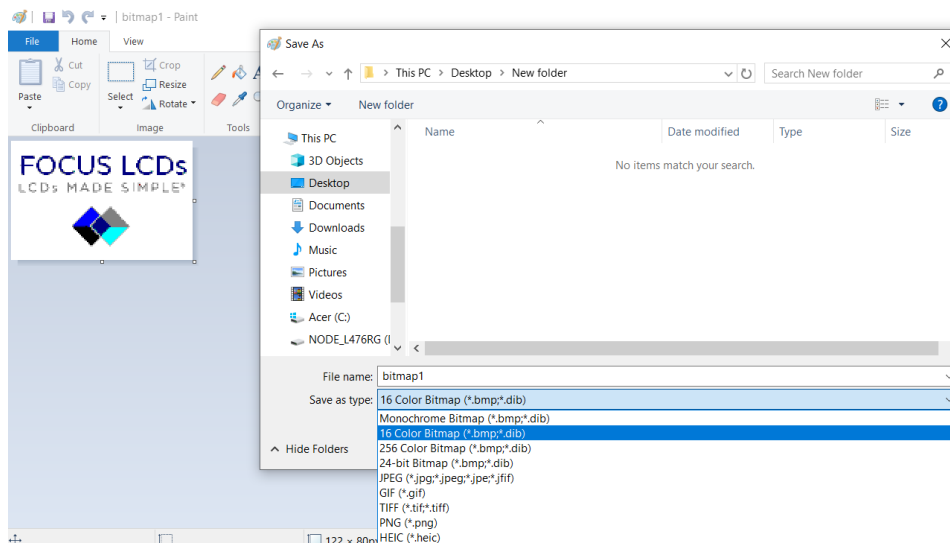 bitmap1 - Paint
File Home View
Cut
Copy
Paste
Clipboard
Select
Crop
Resize
Rotate
Image
A
Tools
FOCUS LCDs
LCDs MADE SIMPLE®
122 × 80p
Save As
This PC > Desktop > New folder
Search New folder
Organize New folder
This PC
3D Objects
Desktop
Documents
Downloads
Music
Pictures
Videos
Acer (C:)
NODE_L476RG (
Name Date modified Type Size
No items match your search.
File name: bitmap1
Save as type: 16 Color Bitmap (*.bmp;*.dib)
Monochrome Bitmap (*.bmp;*.dib)
16 Color Bitmap (*.bmp;*.dib)
256 Color Bitmap (*.bmp;*.dib)
24-bit Bitmap (*.bmp;*.dib)
JPEG (*.jpg;*.jpeg;*.jpe;*.jfif)
GIF (*.gif)
TIFF (*.tif;*.tiff)
PNG (*.png)
HEIC (*.heic)
Hide Folders